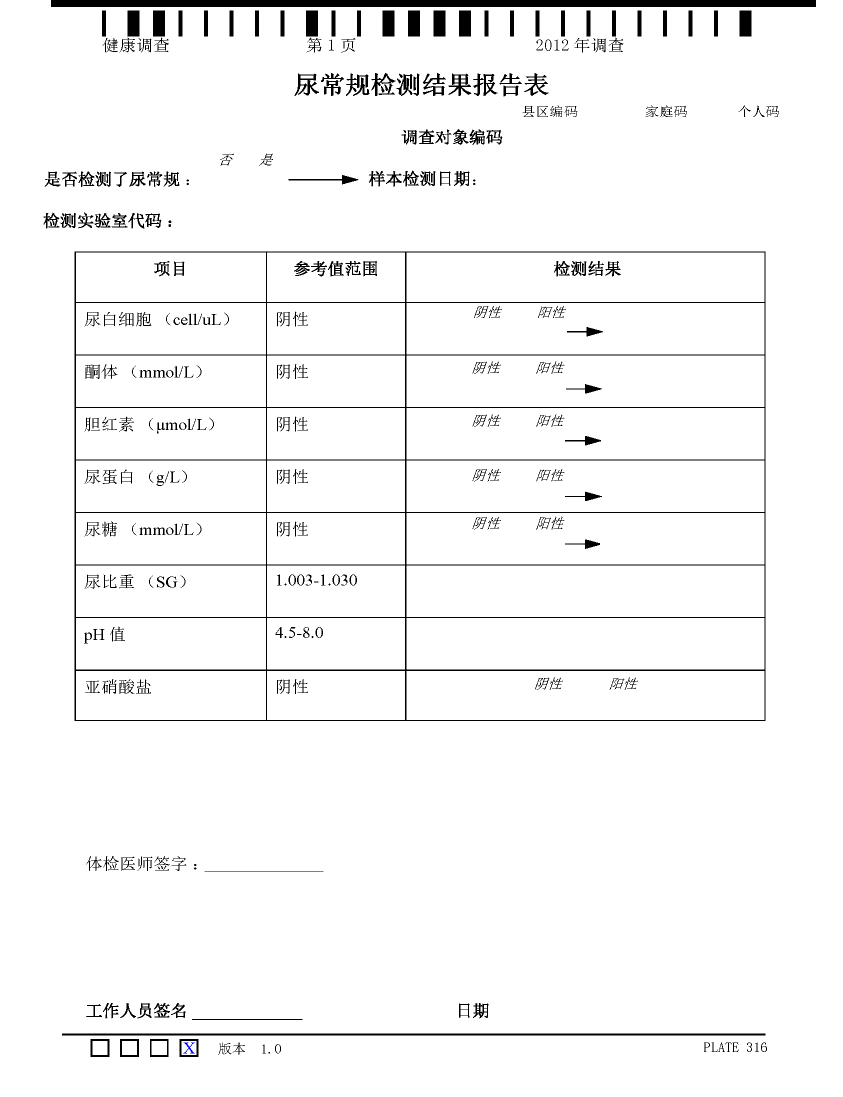 健康调查 第 1 页 2012 年调查
尿常规检测结果报告表
县区编码 家庭码 个人码
调查对象编码
否 是
是否检测了尿常规： 样本检测日期:
检测实验室代码：
项目 参考值范围 检测结果
尿白细胞 （cell/uL） 阴性 阴性 阳性
酮体 （mmol/L） 阴性 阴性 阳性
胆红素 （μmol/L） 阴性 阴性 阳性
尿蛋白 （g/L） 阴性 阴性 阳性
尿糖 （mmol/L） 阴性 阴性 阳性
尿比重 （SG） 1.003-1.030
pH 值 4.5-8.0
亚硝酸盐 阴性 阴性 阳性
体检医师签字：______________
工作人员签名 _____________ 日期
X 版本 1.0 PLATE 316